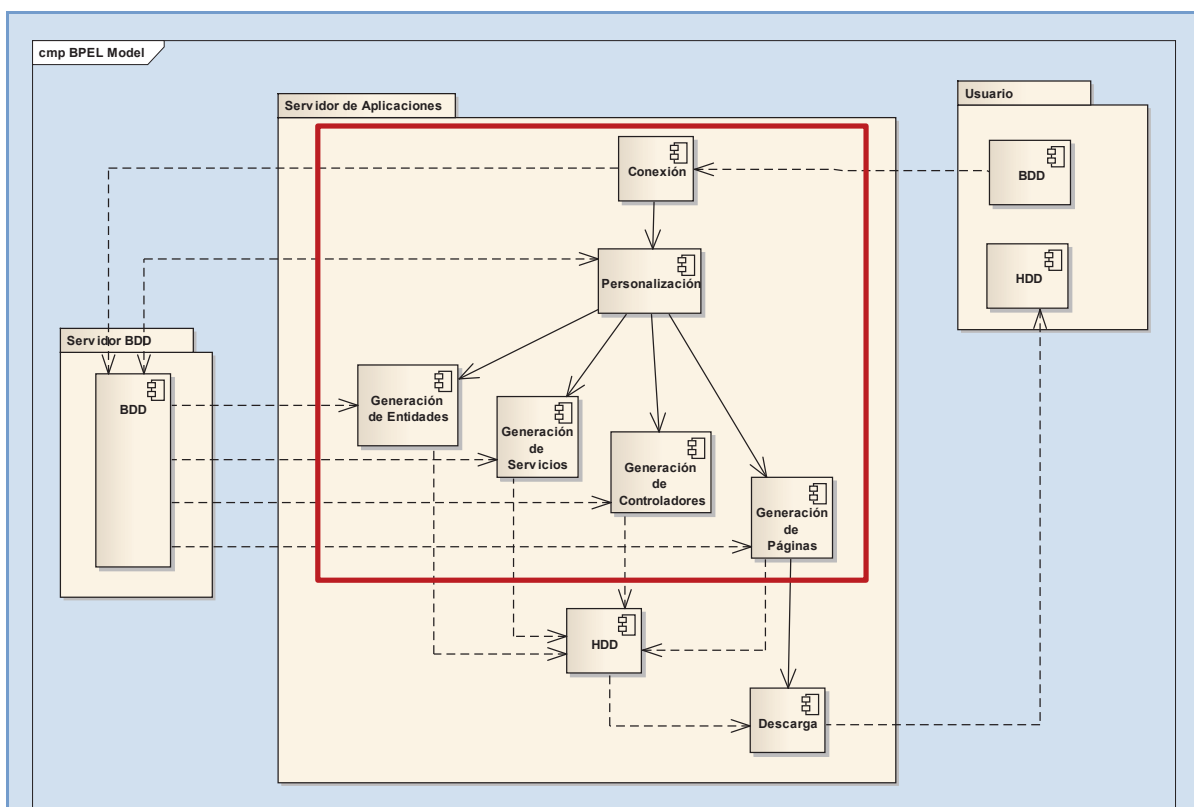 cmp BPEL Model
Servidor de Aplicaciones
Usuario
Conexión
BDD
Personalización
HDD
Servidor BDD
BDD
Generación
de Entidades
Generación
de
Servicios
Generación
de
Controladores
Generación
de
Páginas
HDD
Descarga